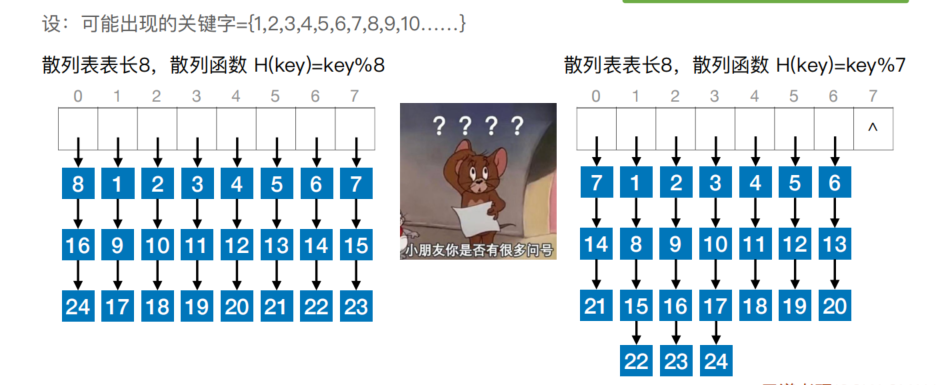 设：可能出现的关键字={1,2,3,4,5,6,7,8,9,10……}
散列表表长8，散列函数 H(key)=key%8
0 1 2 3 4 5 6 7
8 1 2 3 4 5 6 7
16 9 10 11 12 13 14 15
24 17 18 19 20 21 22 23
？？？？
小朋友你是否有很多问号
散列表表长8，散列函数 H(key)=key%7
0 1 2 3 4 5 6 7
^
7 1 2 3 4 5 6
14 8 9 10 11 12 13
21 15 16 17 18 19 20
22 23 24